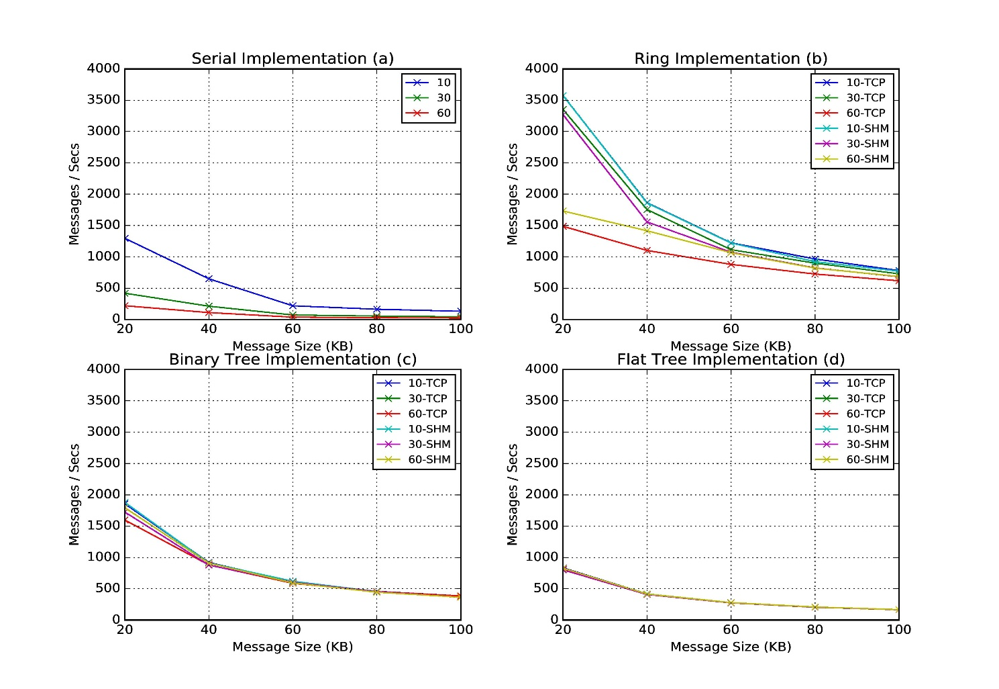 Serial Implementation (a)
4000
3500
3000
2500
2000
1500
1000
500
0
Messages / Secs
10
30
60
20 40 60 80 100
Message Size (KB)
Ring Implementation (b)
4000
3500
3000
2500
2000
1500
1000
500
0
Messages / Secs
10-TCP
30-TCP
60-TCP
10-SHM
30-SHM
60-SHM
20 40 60 80 100
Message Size (KB)
Binary Tree Implementation (c)
4000
3500
3000
2500
2000
1500
1000
500
0
Messages / Secs
10-TCP
30-TCP
60-TCP
10-SHM
30-SHM
60-SHM
20 40 60 80 100
Message Size (KB)
Flat Tree Implementation (d)
4000
3500
3000
2500
2000
1500
1000
500
0
Messages / Secs
10-TCP
30-TCP
60-TCP
10-SHM
30-SHM
60-SHM
20 40 60 80 100
Message Size (KB)